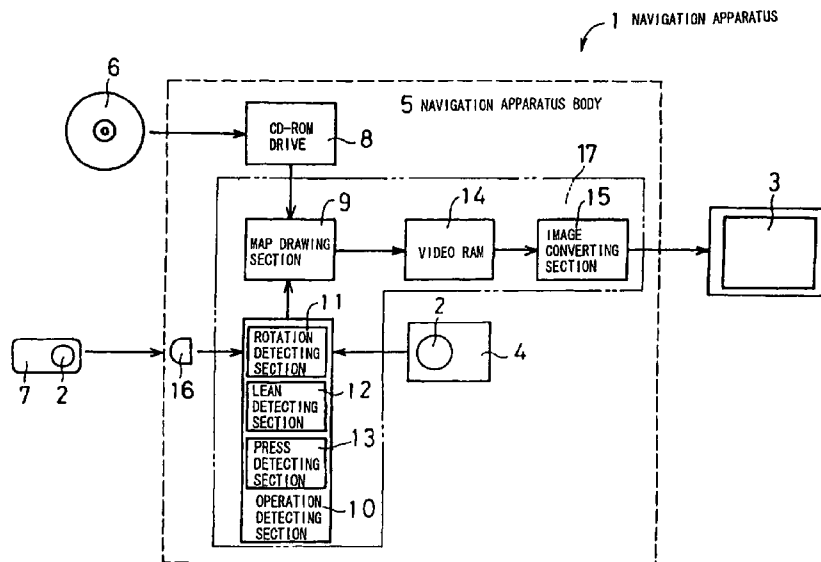 1 NAVIGATION APPARATUS
6
5 NAVIGATION APPARATUS BODY
CD-ROM
DRIVE
8
17
9
14
15
3
MAP DRAWING
SECTION
VIDEO RAM
IMAGE
CONVERTING
SECTION
11
2
ROTATION
DETECTING
SECTION
7
2
16
4
12
LEAN
DETECTING
SECTION
13
PRESS
DETECTING
SECTION
OPERATION
DETECTING
SECTION
10